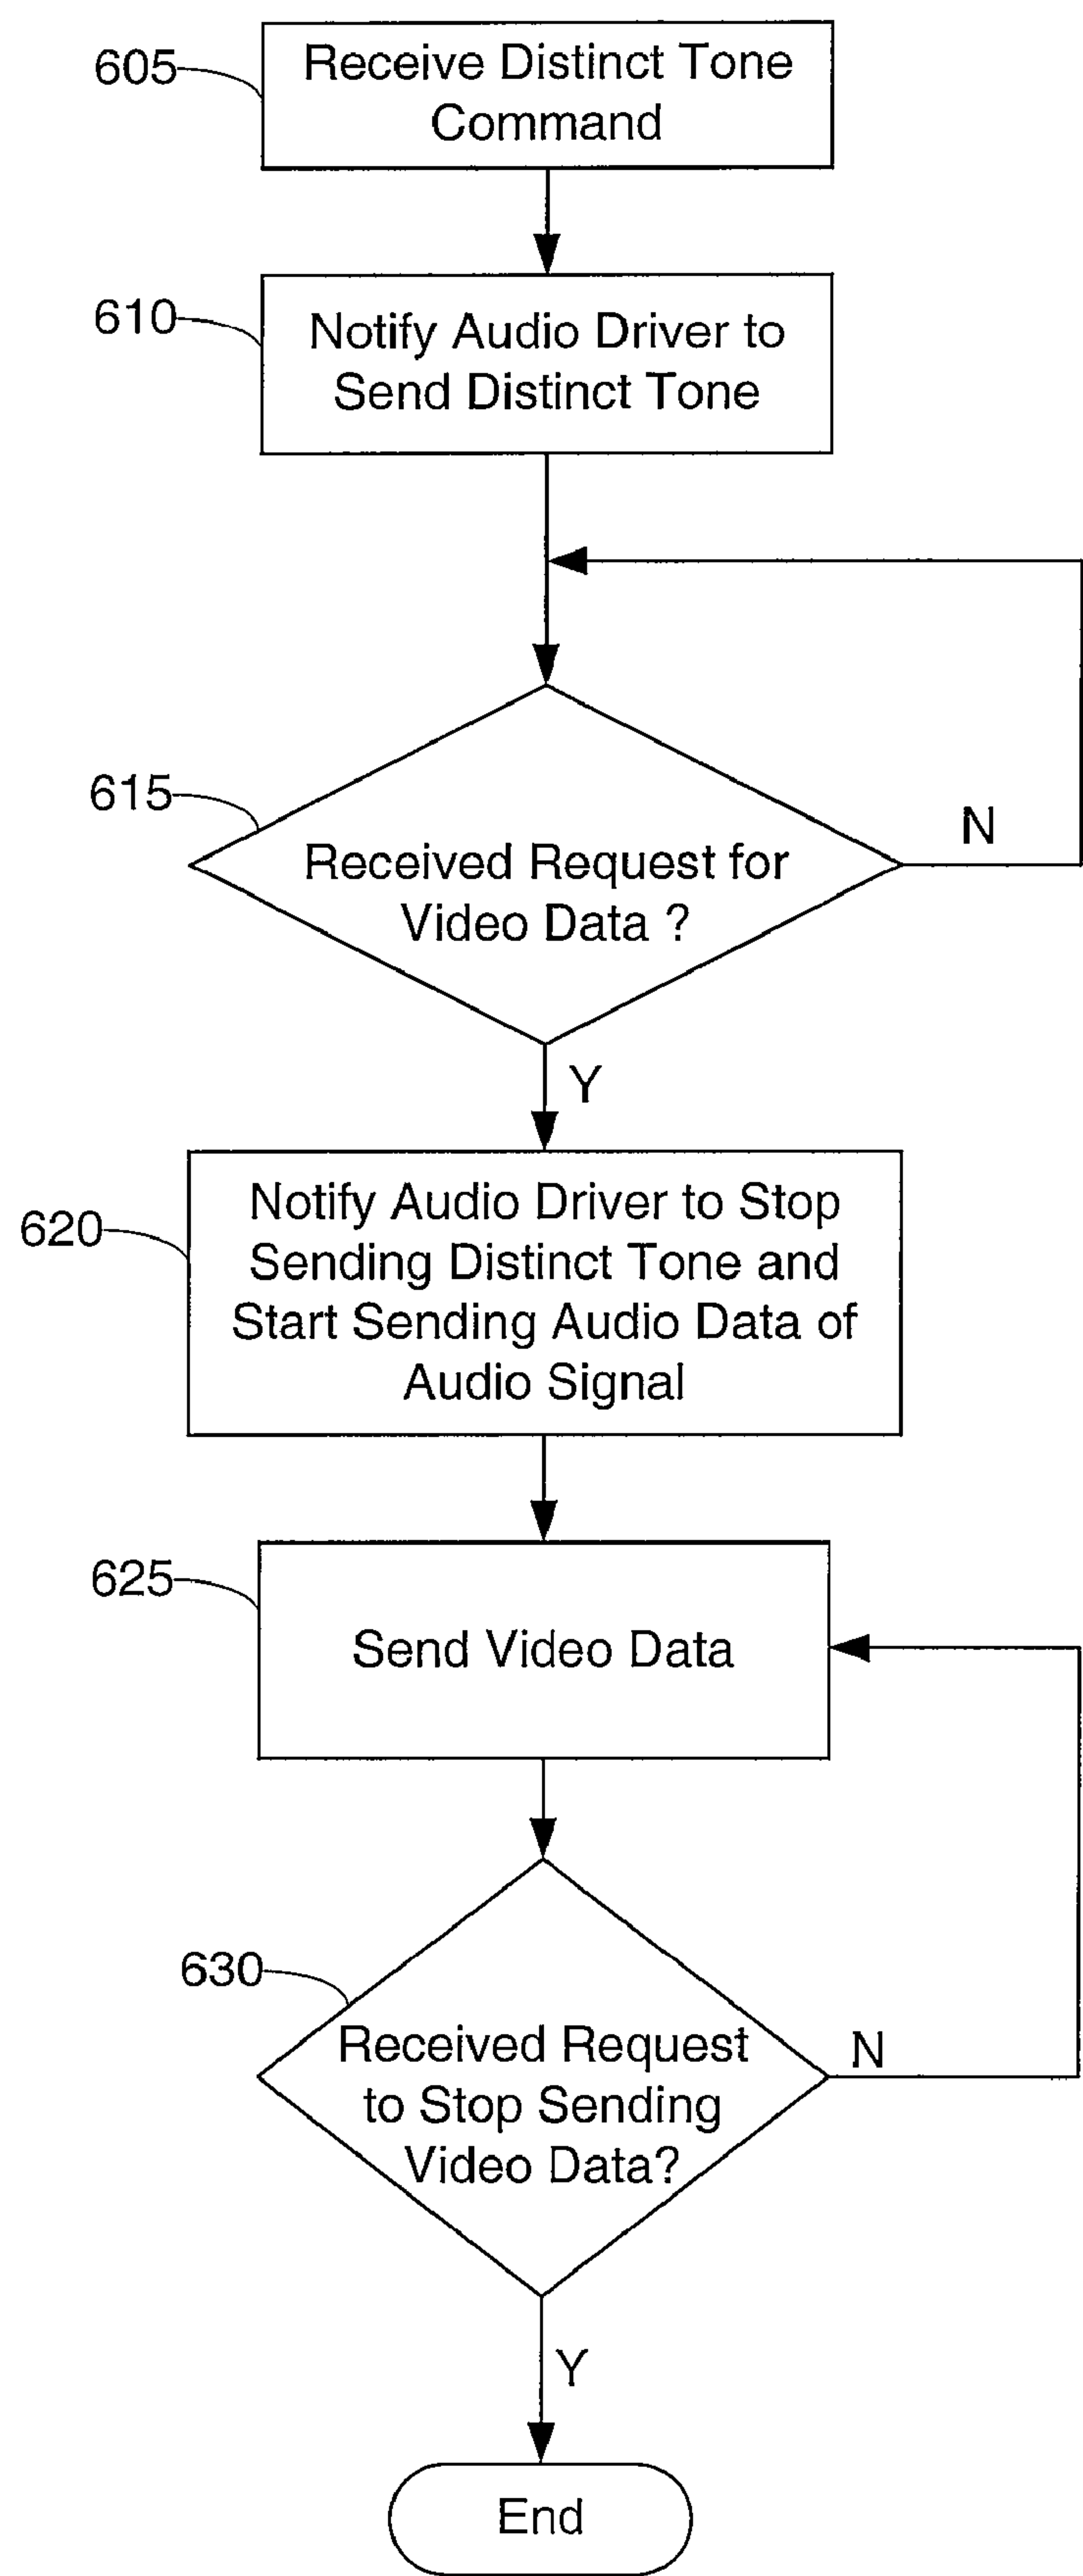 605
Receive Distinct Tone
Command
610
Notify Audio Driver to
Send Distinct Tone
615
Received Request for
Video Data ?
N
Y
620
Notify Audio Driver to Stop
Sending Distinct Tone and
Start Sending Audio Data of
Audio Signal
625
Send Video Data
630
Received Request
to Stop Sending
Video Data?
N
Y
End